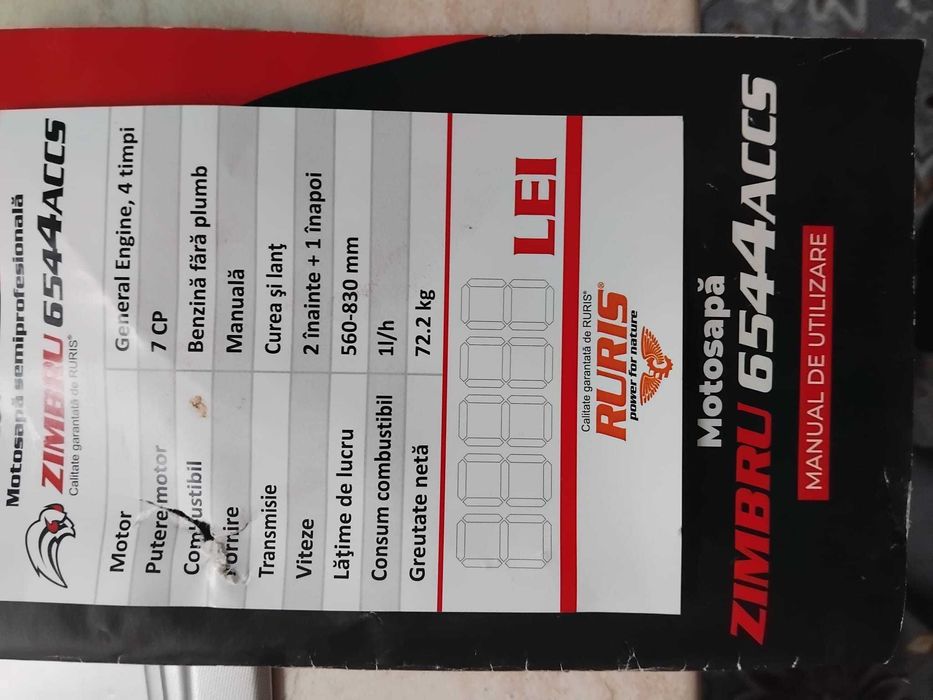 Motosapă semiprofesională
ZIMBRU 6544ACCS
Calitate garantată de RURIS®
Motor General Engine, 4 timpi
Putere motor 7 CP
Combustibil Benzină fără plumb
Pornire Manuală
Transmisie Curea şi lanţ
Viteze 2 înainte + 1 înapoi
Lăţime de lucru 560-830 mm
Consum combustibil 1l/h
Greutate netă 72.2 kg
LEI
Calitate garantată de RURIS®
RURIS®
power for nature
Motosapă
ZIMBRU 6544ACCS
MANUAL DE UTILIZARE